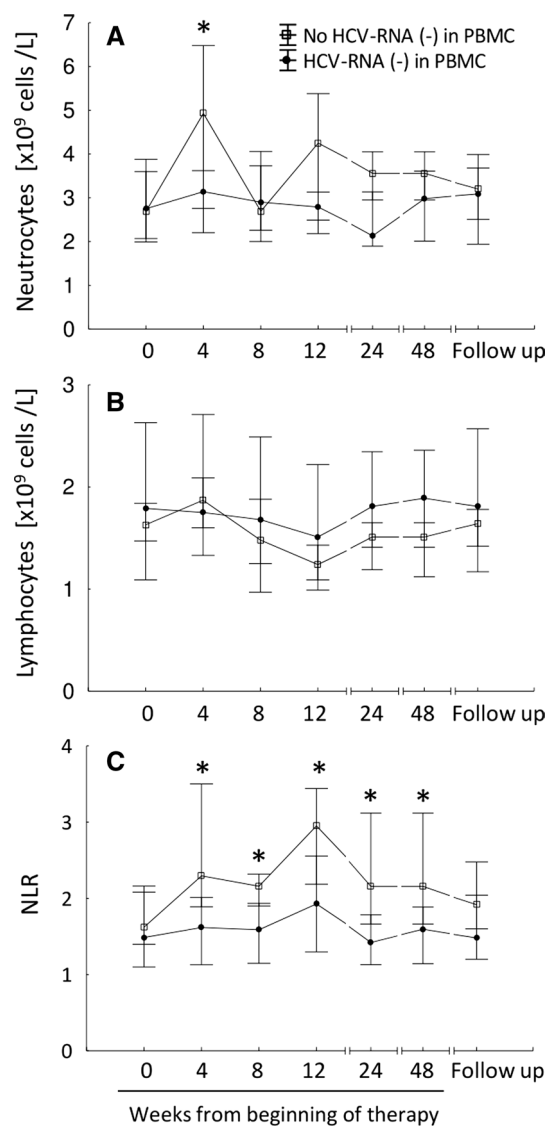 A
*
No HCV-RNA (-) in PBMC
HCV-RNA (-) in PBMC
Neutrocytes [x10⁹ cells /L]
7
6
5
4
3
2
1
0
0 4 8 12 24 48 Follow up
B
Lymphocytes [x10⁹ cells /L]
3
2
1
0
0 4 8 12 24 48 Follow up
C
* * * * *
NLR
4
3
2
1
0
0 4 8 12 24 48 Follow up
Weeks from beginning of therapy